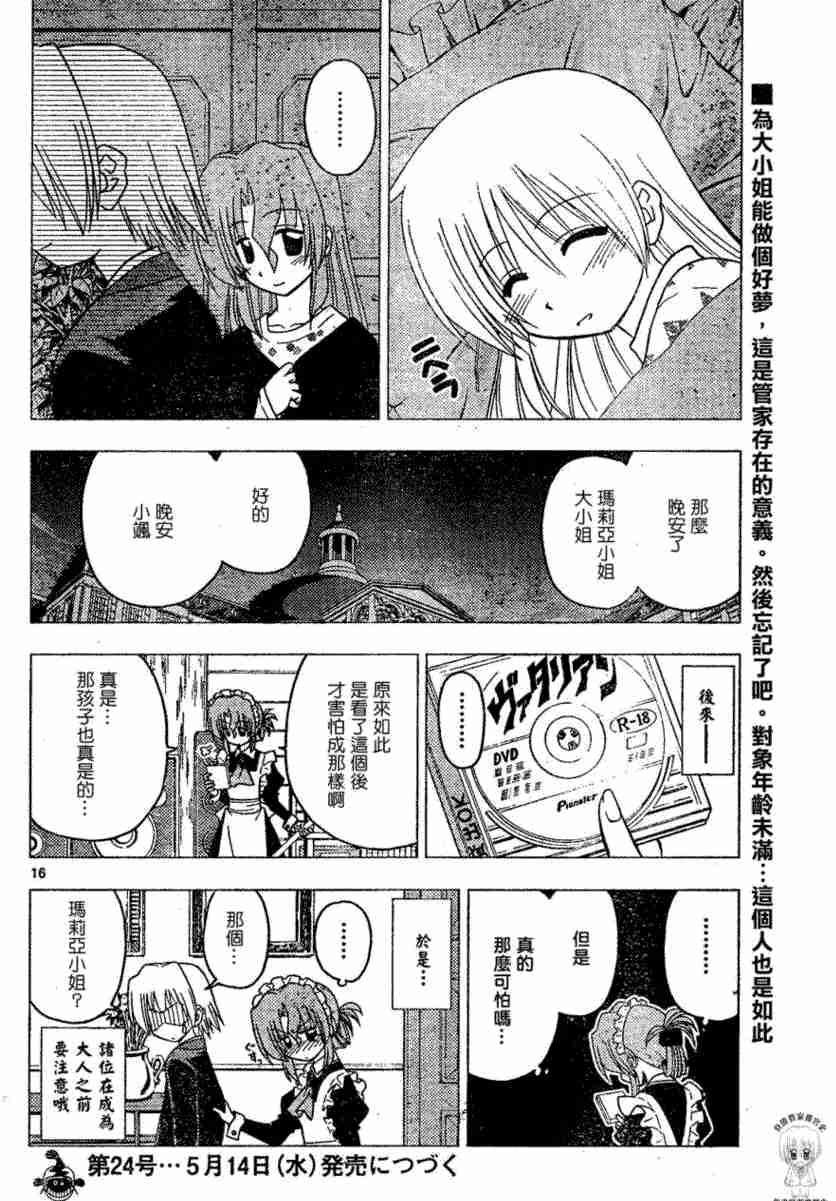 ■為大小姐能做個好夢，這是管家存在的意義。然後忘記了吧。對象年齡未滿…這個人也是如此
………
那麼
晚安了
瑪莉亞小姐
大小姐
好的
晚安
小颯
後來——
………
ヴァタリアン
R-18
DVD
Pionster
貸出OK
原來如此
是看了這個後
才害怕成那樣啊
真是…
那孩子也真是的…
16
………
但是
真的
那麼可怕嗎…
於是…
………
那個…
瑪莉亞小姐？
諸位在成為
大人之前
要注意哦
第24号…5月14日(水)発売につづく